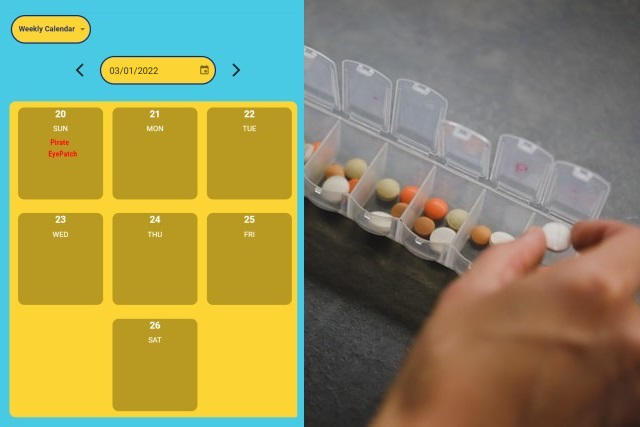 Weekly Calendar
03/01/2022
20
SUN
Pirate
EyePatch
21
MON
22
TUE
23
WED
24
THU
25
FRI
26
SAT